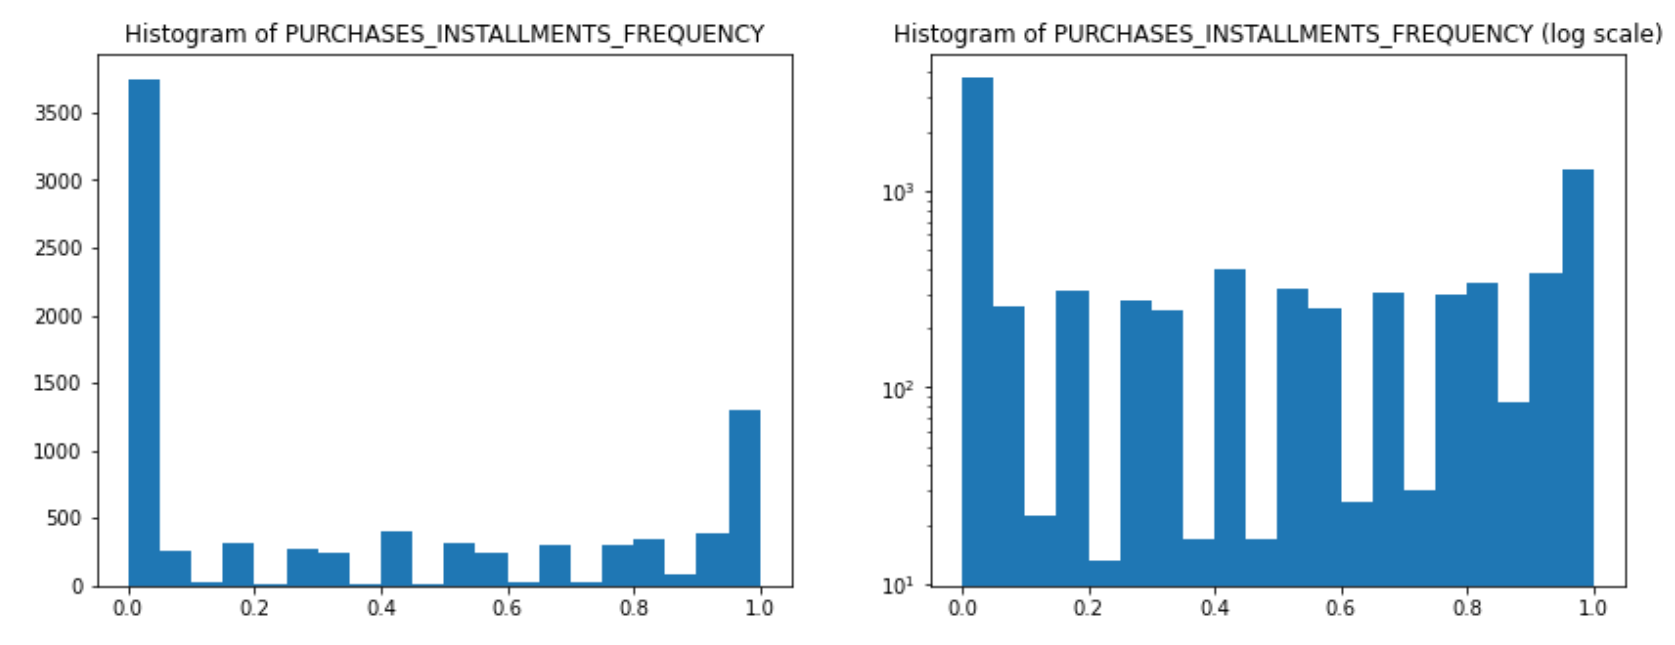 Histogram of PURCHASES_INSTALLMENTS_FREQUENCY
3500
3000
2500
2000
1500
1000
500
0
0.0 0.2 0.4 0.6 0.8 1.0
Histogram of PURCHASES_INSTALLMENTS_FREQUENCY (log scale)
10³
10²
10¹
0.0 0.2 0.4 0.6 0.8 1.0